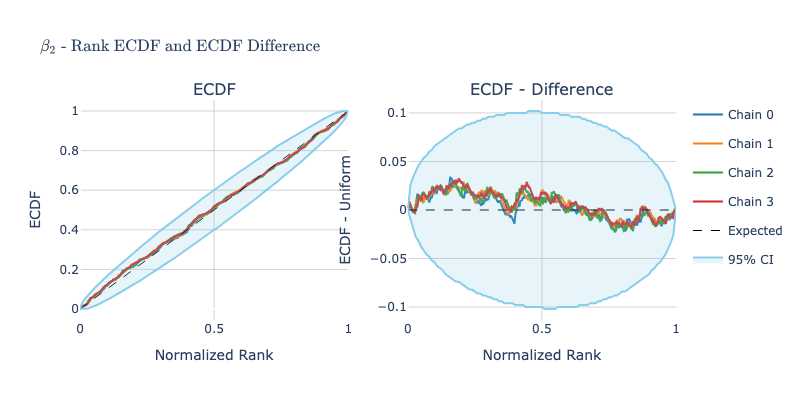 β₂ - Rank ECDF and ECDF Difference
ECDF
ECDF - Difference
ECDF
1
0.8
0.6
0.4
0.2
0
0
0.5
1
Normalized Rank
ECDF - Uniform
0.1
0.05
0
−0.05
−0.1
0
0.5
1
Normalized Rank
Chain 0
Chain 1
Chain 2
Chain 3
Expected
95% CI